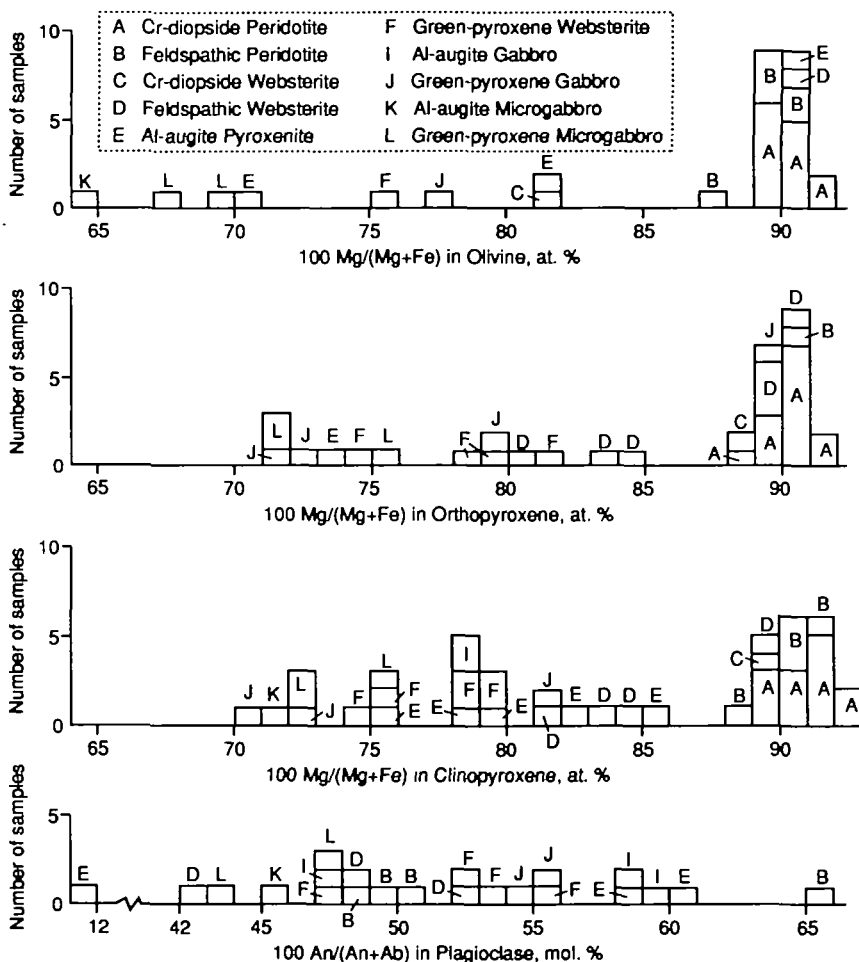 A Cr-diopside Peridotite
B Feldspathic Peridotite
C Cr-diopside Websterite
D Feldspathic Websterite
E Al-augite Pyroxenite
F Green-pyroxene Websterite
I Al-augite Gabbro
J Green-pyroxene Gabbro
K Al-augite Microgabbro
L Green-pyroxene Microgabbro
Number of samples
10
5
0
K L L E F J C E B B A E D B A A
65 70 75 80 85 90
100 Mg/(Mg+Fe) in Olivine, at. %
Number of samples
10
5
0
J L J E F L F J D F D D A C J D A D B A A
65 70 75 80 85 90
100 Mg/(Mg+Fe) in Orthopyroxene, at. %
Number of samples
10
5
0
J K L J F L F E I F E F E J D E D D E B D C A B A B A A
65 70 75 80 85 90
100 Mg/(Mg+Fe) in Clinopyroxene, at. %
Number of samples
5
0
E D L K L I F D B B B F D F J J F I E I E B
12 42 45 50 55 60 65
100 An/(An+Ab) in Plagioclase, mol. %